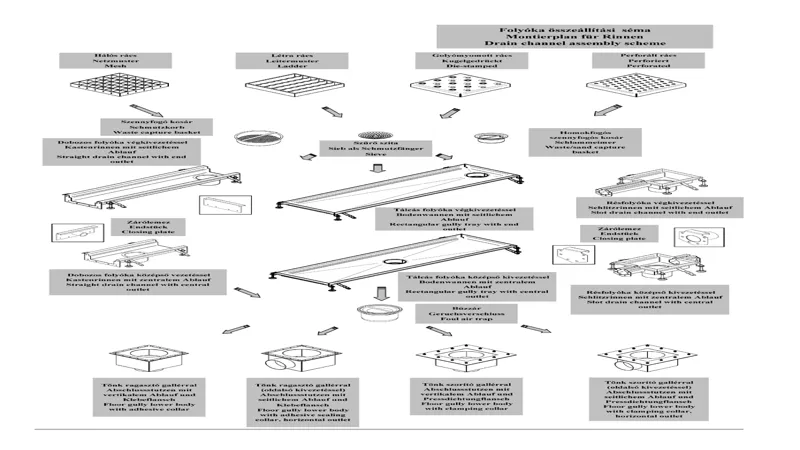 Folyóka összeállítási séma
Montierplan für Rinnen
Drain channel assembly scheme
Hálós rács
Netzmuster
Mesh
Létra rács
Leitermuster
Ladder
Golyónyomott rács
Kugelgedrückt
Die-stamped
Perforált rács
Perforiert
Perforated
Szennyfogó kosár
Schmutzkorb
Waste capture basket
Szűrő szita
Sieb als Schmutzfänger
Sieve
Homokfogós
szennyfogós kosár
Schlammeimer
Waste/sand capture
basket
Dobozos folyóka végkivezetéssel
Kastenrinnen mit seitlichem
Ablauf
Straight drain channel with end
outlet
Tálcás folyóka végkivezetéssel
Bodenwannen mit seitlichem
Ablauf
Rectangular gully tray with end
outlet
Résfolyóka végkivezetéssel
Schlitzrinnen mit seitlichem Ablauf
Slot drain channel with end outlet
Zárólemez
Endstück
Closing plate
Zárólemez
Endstück
Closing plate
Dobozos folyóka középső vezetéssel
Kastenrinnen mit zentralem Ablauf
Straight drain channel with central
outlet
Tálcás folyóka középső kivezetéssel
Bodenwannen mit zentralem
Ablauf
Rectangular gully tray with central
outlet
Résfolyóka középső kivezetéssel
Schlitzrinnen mit zentralem Ablauf
Slot drain channel with central
outlet
Bűzzár
Geruchsverschluss
Foul air trap
Tönk ragasztó gallérral
Abschlussstutzen mit
vertikalem Ablauf und
Klebeflansch
Floor gully lower body
with adhesive collar
Tönk ragasztó gallérral
(oldalsó kivezetéssel)
Abschlussstutzen mit
seitlichem Ablauf und
Klebeflansch
Floor gully lower body
with adhesive sealing
collar, horizontal outlet
Tönk szorító gallérral
Abschlussstutzen mit
vertikalem Ablauf und
Pressdichtungflansch
Floor gully lower body
with clamping collar
Tönk szorító gallérral
(oldalsó kivezetéssel)
Abschlussstutzen mit
seitlichem Ablauf und
Pressdichtungflansch
Floor gully lower body
with clamping collar,
horizontal outlet